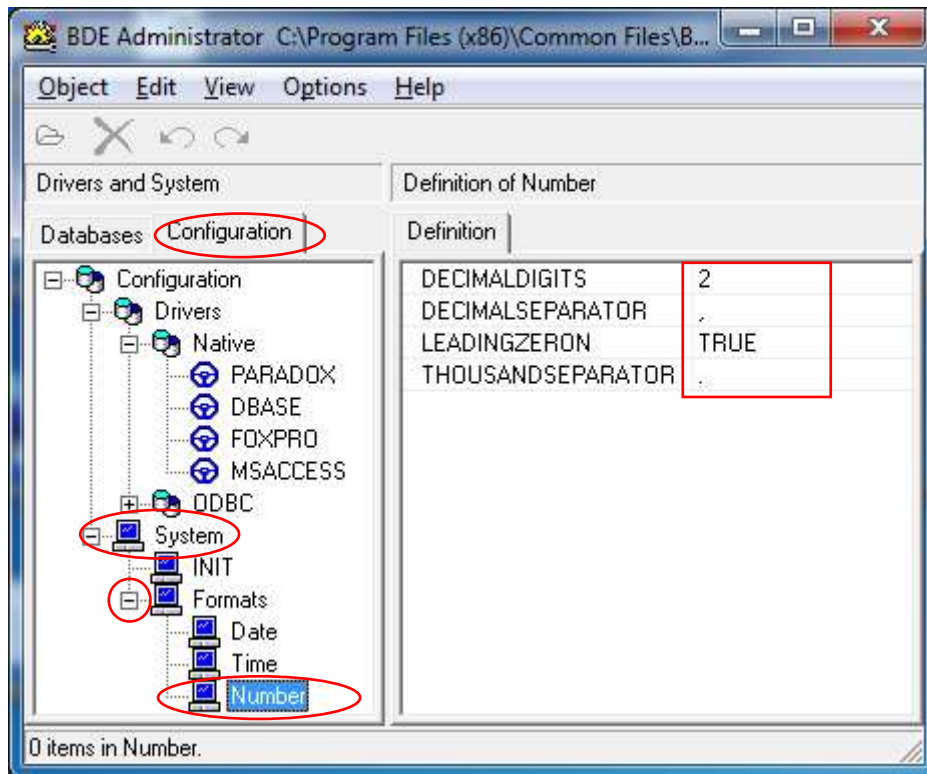 BDE Administrator C:\Program Files (x86)\Common Files\B...
Object Edit View Options Help
Drivers and System
Definition of Number
Databases Configuration
Definition
Configuration
Drivers
Native
PARADOX
DBASE
FOXPRO
MSACCESS
ODBC
System
INIT
Formats
Date
Time
Number
DECIMALDIGITS 2
DECIMALSEPARATOR ,
LEADINGZERON TRUE
THOUSANDSEPARATOR .
0 items in Number.